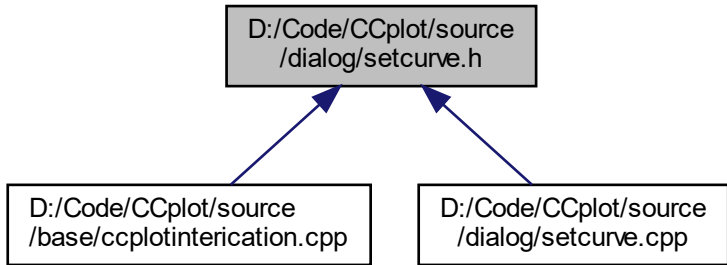 D:/Code/CCplot/source
/dialog/setcurve.h
D:/Code/CCplot/source
/base/ccplotinterication.cpp
D:/Code/CCplot/source
/dialog/setcurve.cpp